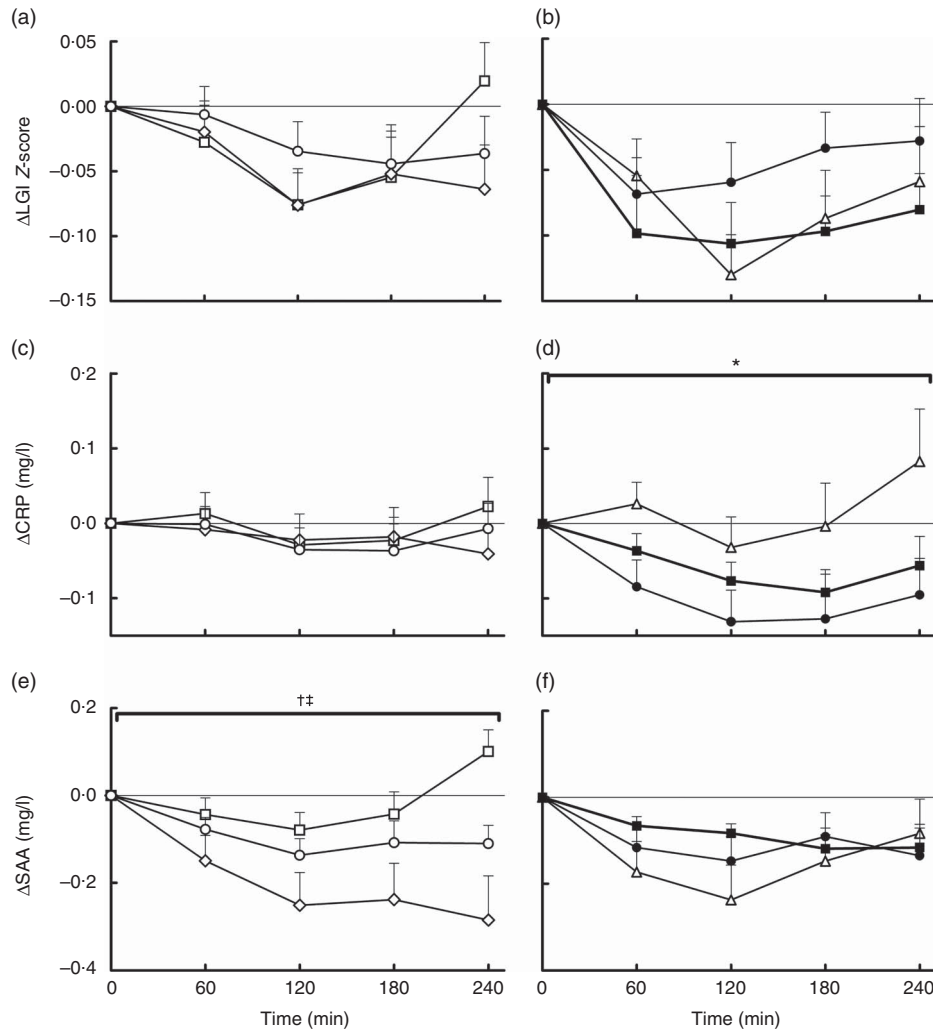 (a)
0·05
0·00
–0·05
–0·10
–0·15
ΔLGI Z-score
(b)
(c)
0·2
0·1
0·0
–0·1
ΔCRP (mg/l)
(d)
*
(e)
0·2
0·0
–0·2
–0·4
ΔSAA (mg/l)
†‡
0 60 120 180 240
Time (min)
(f)
0 60 120 180 240
Time (min)